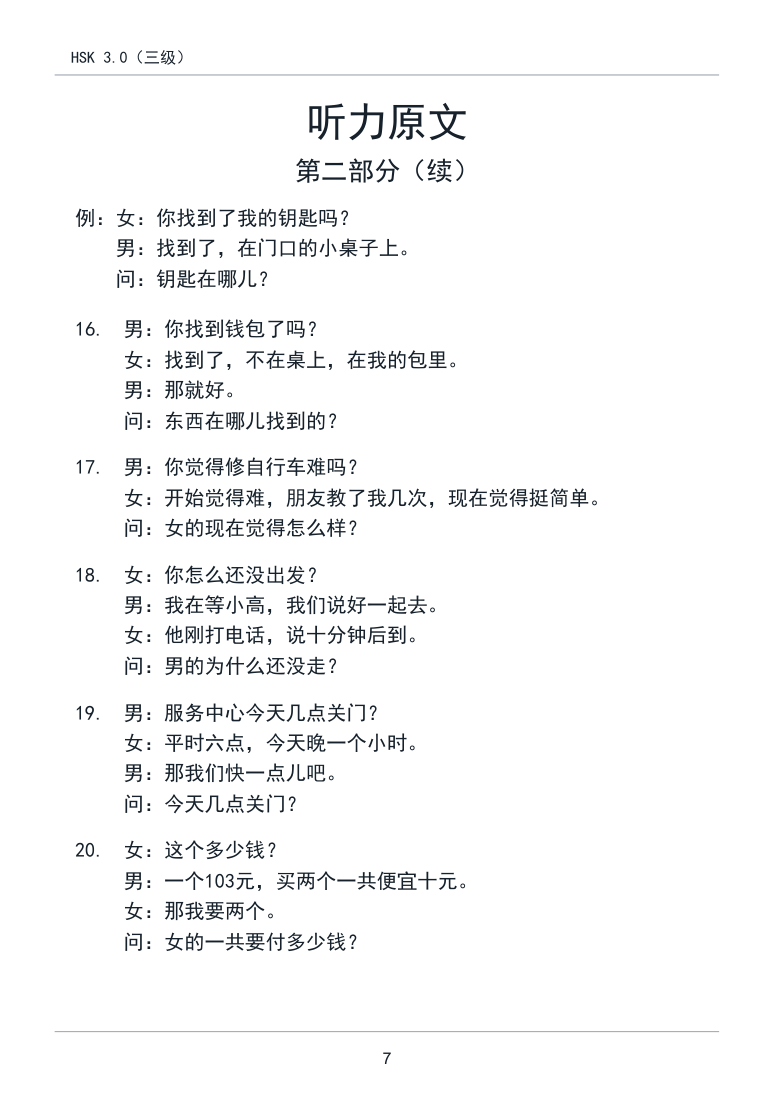 HSK 3.0（三级）
听力原文
第二部分（续）
例：女：你找到了我的钥匙吗？
男：找到了，在门口的小桌子上。
问：钥匙在哪儿？
16. 男：你找到钱包了吗？
女：找到了，不在桌上，在我的包里。
男：那就好。
问：东西在哪儿找到的？
17. 男：你觉得修自行车难吗？
女：开始觉得难，朋友教了我几次，现在觉得挺简单。
问：女的现在觉得怎么样？
18. 女：你怎么还没出发？
男：我在等小高，我们说好一起去。
女：他刚打电话，说十分钟后到。
问：男的为什么还没走？
19. 男：服务中心今天几点关门？
女：平时六点，今天晚一个小时。
男：那我们快一点儿吧。
问：今天几点关门？
20. 女：这个多少钱？
男：一个103元，买两个一共便宜十元。
女：那我要两个。
问：女的一共要付多少钱？
7